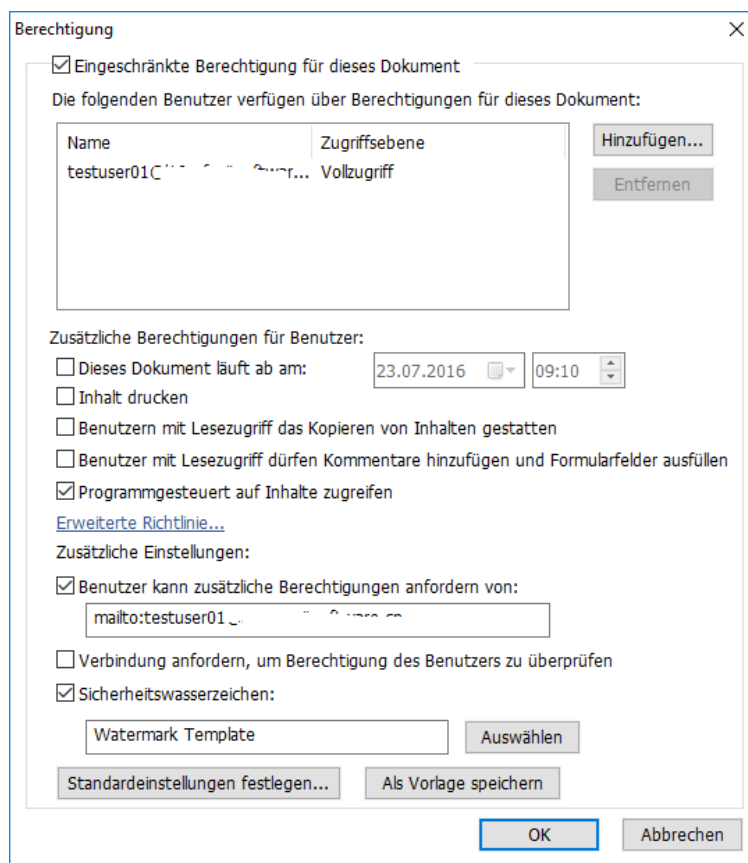 Berechtigung
Eingeschränkte Berechtigung für dieses Dokument
Die folgenden Benutzer verfügen über Berechtigungen für dieses Dokument:
Name Zugriffsebene Hinzufügen...
testuser01 Vollzugriff
Entfernen
Zusätzliche Berechtigungen für Benutzer:
Dieses Dokument läuft ab am: 23.07.2016 09:10
Inhalt drucken
Benutzern mit Lesezugriff das Kopieren von Inhalten gestatten
Benutzer mit Lesezugriff dürfen Kommentare hinzufügen und Formularfelder ausfüllen
Programmgesteuert auf Inhalte zugreifen
Erweiterte Richtlinie...
Zusätzliche Einstellungen:
Benutzer kann zusätzliche Berechtigungen anfordern von:
mailto:testuser01
Verbindung anfordern, um Berechtigung des Benutzers zu überprüfen
Sicherheitswasserzeichen:
Watermark Template Auswählen
Standardeinstellungen festlegen... Als Vorlage speichern
OK Abbrechen